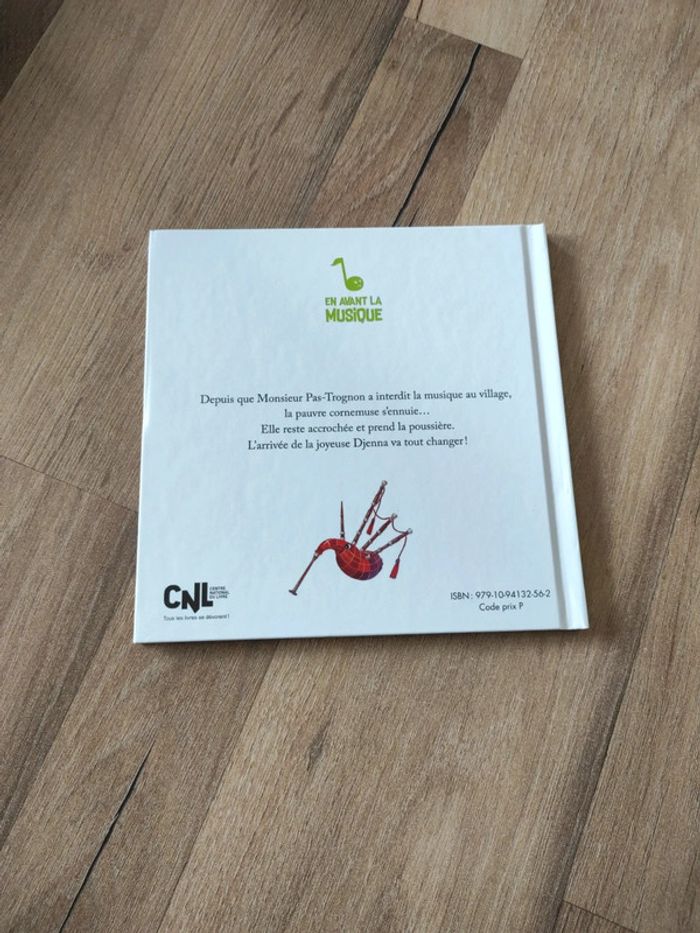 EN AVANT LA
MUSiQUE
Depuis que Monsieur Pas-Trognon a interdit la musique au village,
la pauvre cornemuse s'ennuie…
Elle reste accrochée et prend la poussière.
L'arrivée de la joyeuse Djenna va tout changer !
CNL CENTRE
NATIONAL
DU LIVRE
Tous les livres se dévorent !
ISBN : 979-10-94132-56-2
Code prix P